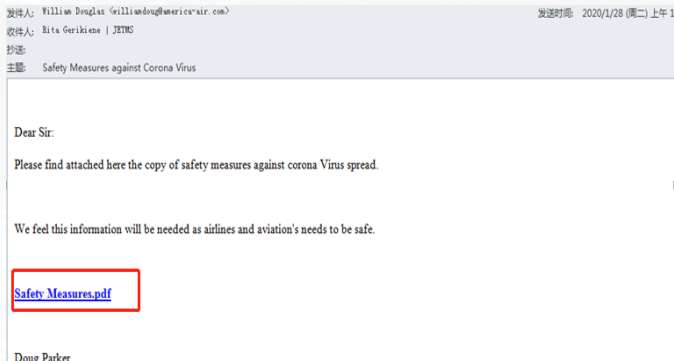 发件人: William Douglas <williamdoug@america-air.com>
发送时间: 2020/1/28 (周二) 上午 1
收件人: Rita Gerikiene | JETMS
抄送:
主题: Safety Measures against Corona Virus
Dear Sir:
Please find attached here the copy of safety measures against corona Virus spread.
We feel this information will be needed as airlines and aviation's needs to be safe.
Safety Measures.pdf
Doug Parker